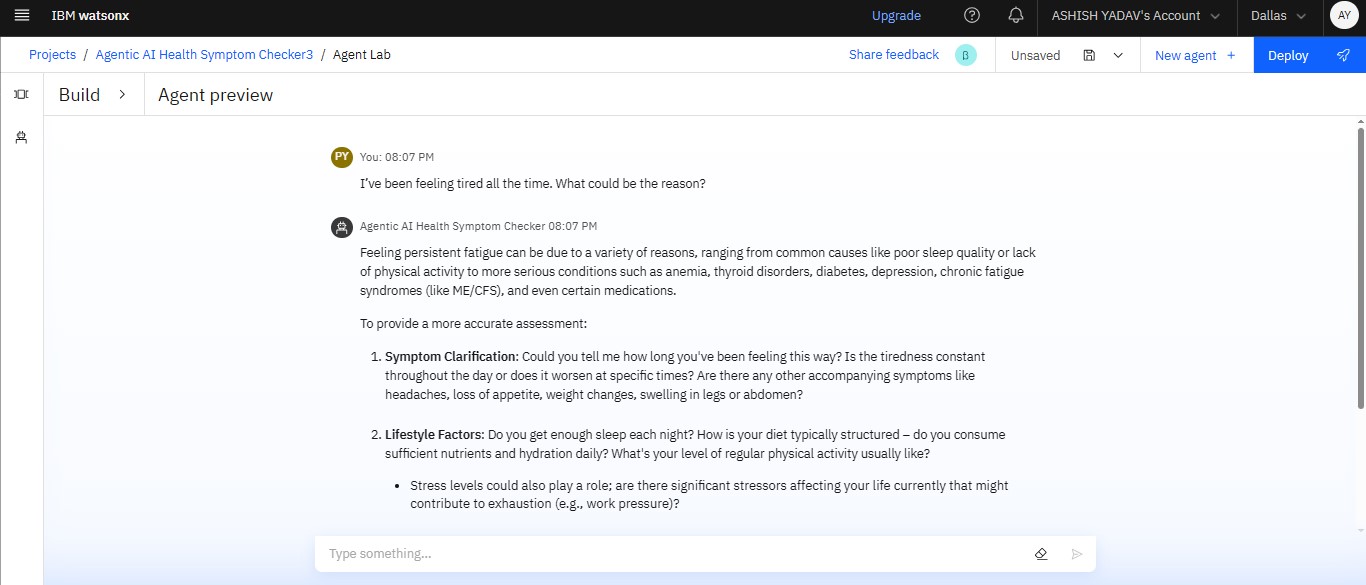 IBM watsonx
Upgrade
ASHISH YADAV's Account
Dallas
AY
Projects / Agentic AI Health Symptom Checker3 / Agent Lab
Share feedback
β
Unsaved
New agent +
Deploy
Build
Agent preview
PY
You: 08:07 PM
I've been feeling tired all the time. What could be the reason?
Agentic AI Health Symptom Checker 08:07 PM
Feeling persistent fatigue can be due to a variety of reasons, ranging from common causes like poor sleep quality or lack
of physical activity to more serious conditions such as anemia, thyroid disorders, diabetes, depression, chronic fatigue
syndromes (like ME/CFS), and even certain medications.
To provide a more accurate assessment:
1. Symptom Clarification: Could you tell me how long you've been feeling this way? Is the tiredness constant
throughout the day or does it worsen at specific times? Are there any other accompanying symptoms like
headaches, loss of appetite, weight changes, swelling in legs or abdomen?
2. Lifestyle Factors: Do you get enough sleep each night? How is your diet typically structured – do you consume
sufficient nutrients and hydration daily? What's your level of regular physical activity usually like?
• Stress levels could also play a role; are there significant stressors affecting your life currently that might
contribute to exhaustion (e.g., work pressure)?
Type something...